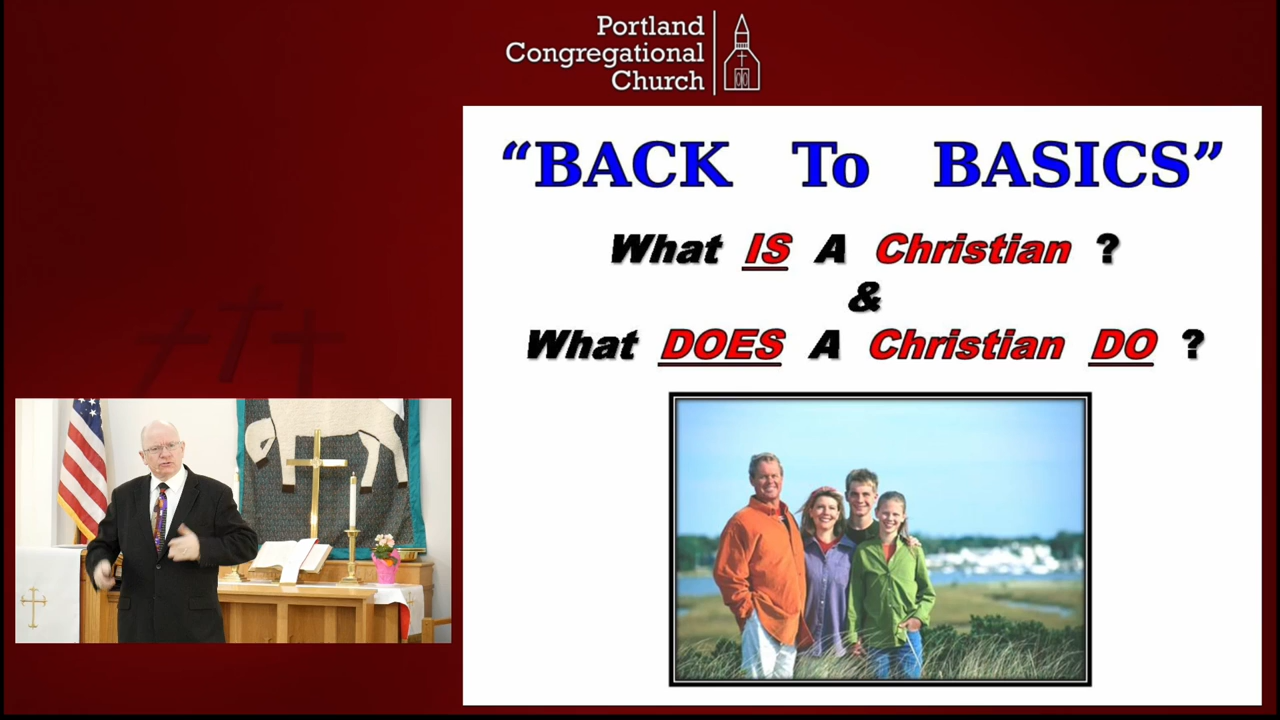 Portland
Congregational
Church
“BACK To BASICS”
What IS A Christian ?
&
What DOES A Christian DO ?